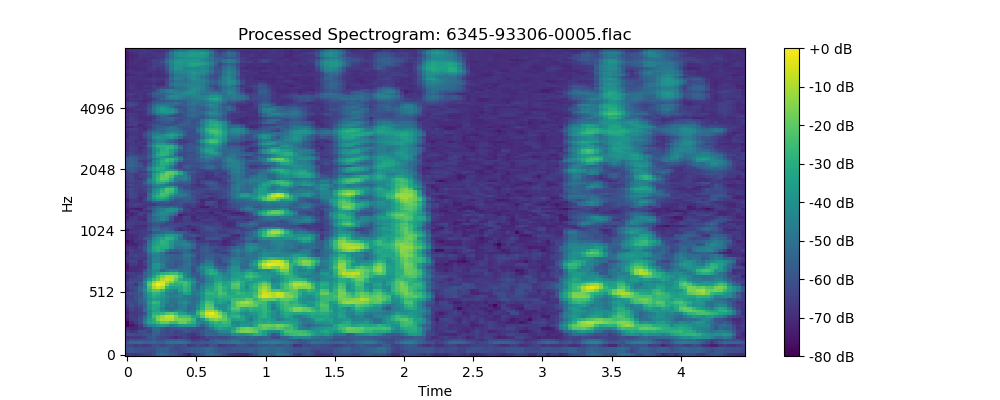 Processed Spectrogram: 6345-93306-0005.flac
Hz
4096
2048
1024
512
0
0 0.5 1 1.5 2 2.5 3 3.5 4
Time
+0 dB
-10 dB
-20 dB
-30 dB
-40 dB
-50 dB
-60 dB
-70 dB
-80 dB